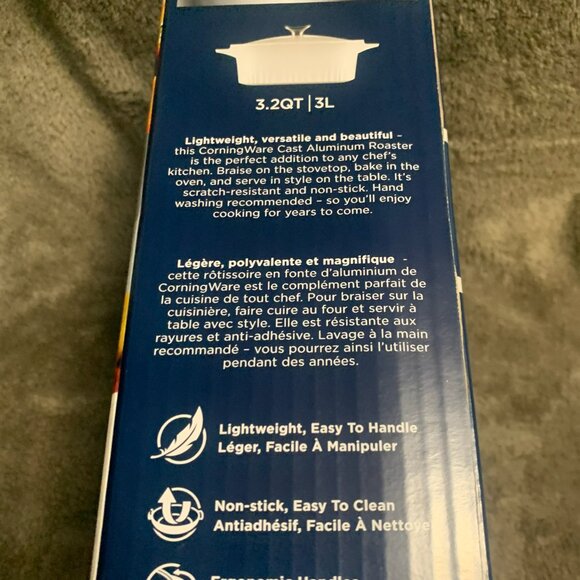 3.2QT | 3L
Lightweight, versatile and beautiful –
this CorningWare Cast Aluminum Roaster
is the perfect addition to any chef's
kitchen. Braise on the stovetop, bake in the
oven, and serve in style on the table. It's
scratch-resistant and non-stick. Hand
washing recommended – so you'll enjoy
cooking for years to come.
Légère, polyvalente et magnifique -
cette rôtissoire en fonte d'aluminium de
CorningWare est le complément parfait de
la cuisine de tout chef. Pour braiser sur la
cuisinière, faire cuire au four et servir à
table avec style. Elle est résistante aux
rayures et anti-adhésive. Lavage à la main
recommandé – vous pourrez ainsi l'utiliser
pendant des années.
Lightweight, Easy To Handle
Léger, Facile À Manipuler
Non-stick, Easy To Clean
Antiadhésif, Facile À Nettoye
Ergonomic Handles